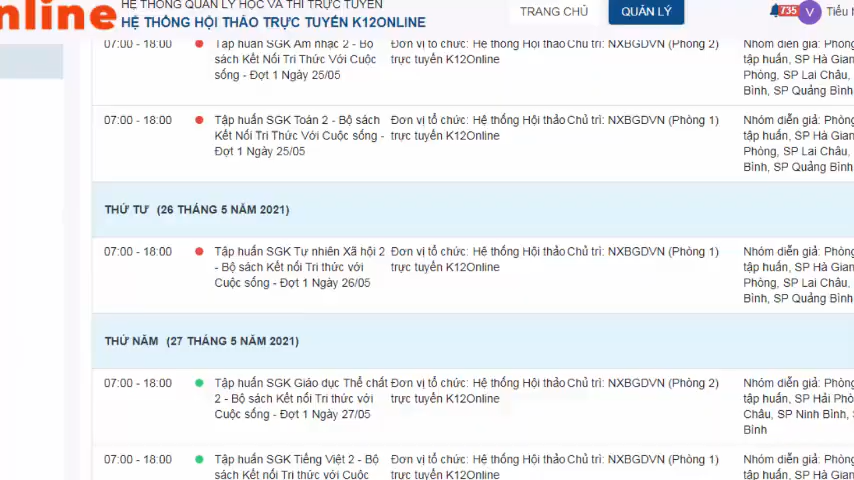 nline
HỆ THỐNG QUẢN LÝ HỌC VÀ THI TRỰC TUYẾN
HỆ THỐNG HỘI THẢO TRỰC TUYẾN K12ONLINE
TRANG CHỦ
QUẢN LÝ
735
V
Tiểu
07:00 - 18:00
Tập huấn SGK Âm nhạc 2 - Bộ
sách Kết Nối Tri Thức Với Cuộc
sống - Đợt 1 Ngày 25/05
Đơn vị tổ chức: Hệ thống Hội thảo
trực tuyến K12Online
Chủ trì: NXBGDVN (Phòng 2)
Nhóm diễn giả: Phòng
tập huấn, SP Hà Gian
Phòng, SP Lai Châu,
Bình, SP Quảng Bình
07:00 - 18:00
Tập huấn SGK Toán 2 - Bộ sách
Kết Nối Tri Thức Với Cuộc sống -
Đợt 1 Ngày 25/05
Đơn vị tổ chức: Hệ thống Hội thảo
trực tuyến K12Online
Chủ trì: NXBGDVN (Phòng 1)
Nhóm diễn giả: Phòng
tập huấn, SP Hà Gian
Phòng, SP Lai Châu,
Bình, SP Quảng Bình
THỨ TƯ (26 THÁNG 5 NĂM 2021)
07:00 - 18:00
Tập huấn SGK Tự nhiên Xã hội 2
- Bộ sách Kết nối Tri thức với
Cuộc sống - Đợt 1 Ngày 26/05
Đơn vị tổ chức: Hệ thống Hội thảo
trực tuyến K12Online
Chủ trì: NXBGDVN (Phòng 1)
Nhóm diễn giả: Phòng
tập huấn, SP Hà Gian
Phòng, SP Lai Châu,
Bình, SP Quảng Bình
THỨ NĂM (27 THÁNG 5 NĂM 2021)
07:00 - 18:00
Tập huấn SGK Giáo dục Thể chất
2 - Bộ sách Kết nối Tri thức với
Cuộc sống - Đợt 1 Ngày 27/05
Đơn vị tổ chức: Hệ thống Hội thảo
trực tuyến K12Online
Chủ trì: NXBGDVN (Phòng 2)
Nhóm diễn giả: Phòng
tập huấn, SP Hải Phò
Châu, SP Ninh Bình,
Bình
07:00 - 18:00
Tập huấn SGK Tiếng Việt 2 - Bộ
sách Kết nối Tri thức với Cuộc
Đơn vị tổ chức: Hệ thống Hội thảo
trực tuyến K12Online
Chủ trì: NXBGDVN (Phòng 1)
Nhóm diễn giả: Phòng
tập huấn, SP Hà Gian